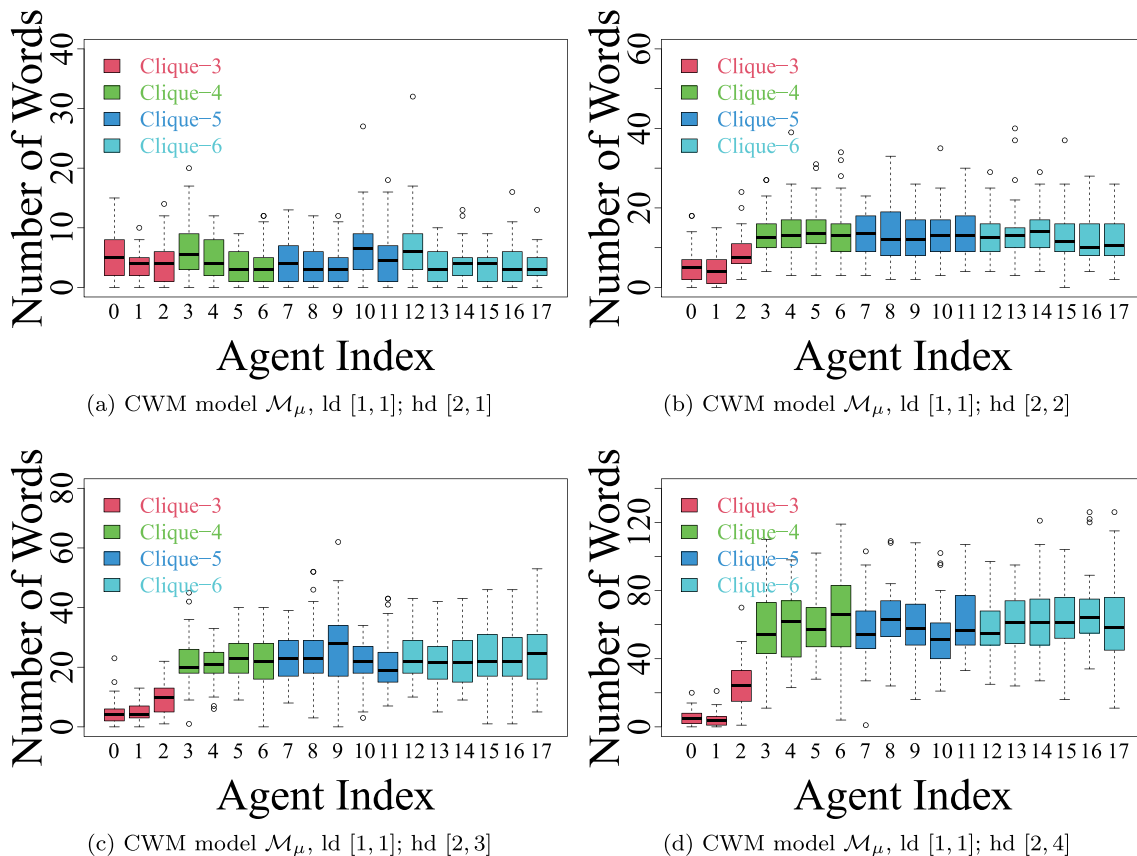 Number of Words
40
30
20
10
0
Clique−3
Clique−4
Clique−5
Clique−6
0 1 2 3 4 5 6 7 8 9 10 11 12 13 14 15 16 17
Agent Index
(a) CWM model ℳμ, ld [1, 1]; hd [2, 1]
Number of Words
60
40
20
0
Clique−3
Clique−4
Clique−5
Clique−6
0 1 2 3 4 5 6 7 8 9 10 11 12 13 14 15 16 17
Agent Index
(b) CWM model ℳμ, ld [1, 1]; hd [2, 2]
Number of Words
80
60
40
20
0
Clique−3
Clique−4
Clique−5
Clique−6
0 1 2 3 4 5 6 7 8 9 10 11 12 13 14 15 16 17
Agent Index
(c) CWM model ℳμ, ld [1, 1]; hd [2, 3]
Number of Words
120
80
40
0
Clique−3
Clique−4
Clique−5
Clique−6
0 1 2 3 4 5 6 7 8 9 10 11 12 13 14 15 16 17
Agent Index
(d) CWM model ℳμ, ld [1, 1]; hd [2, 4]